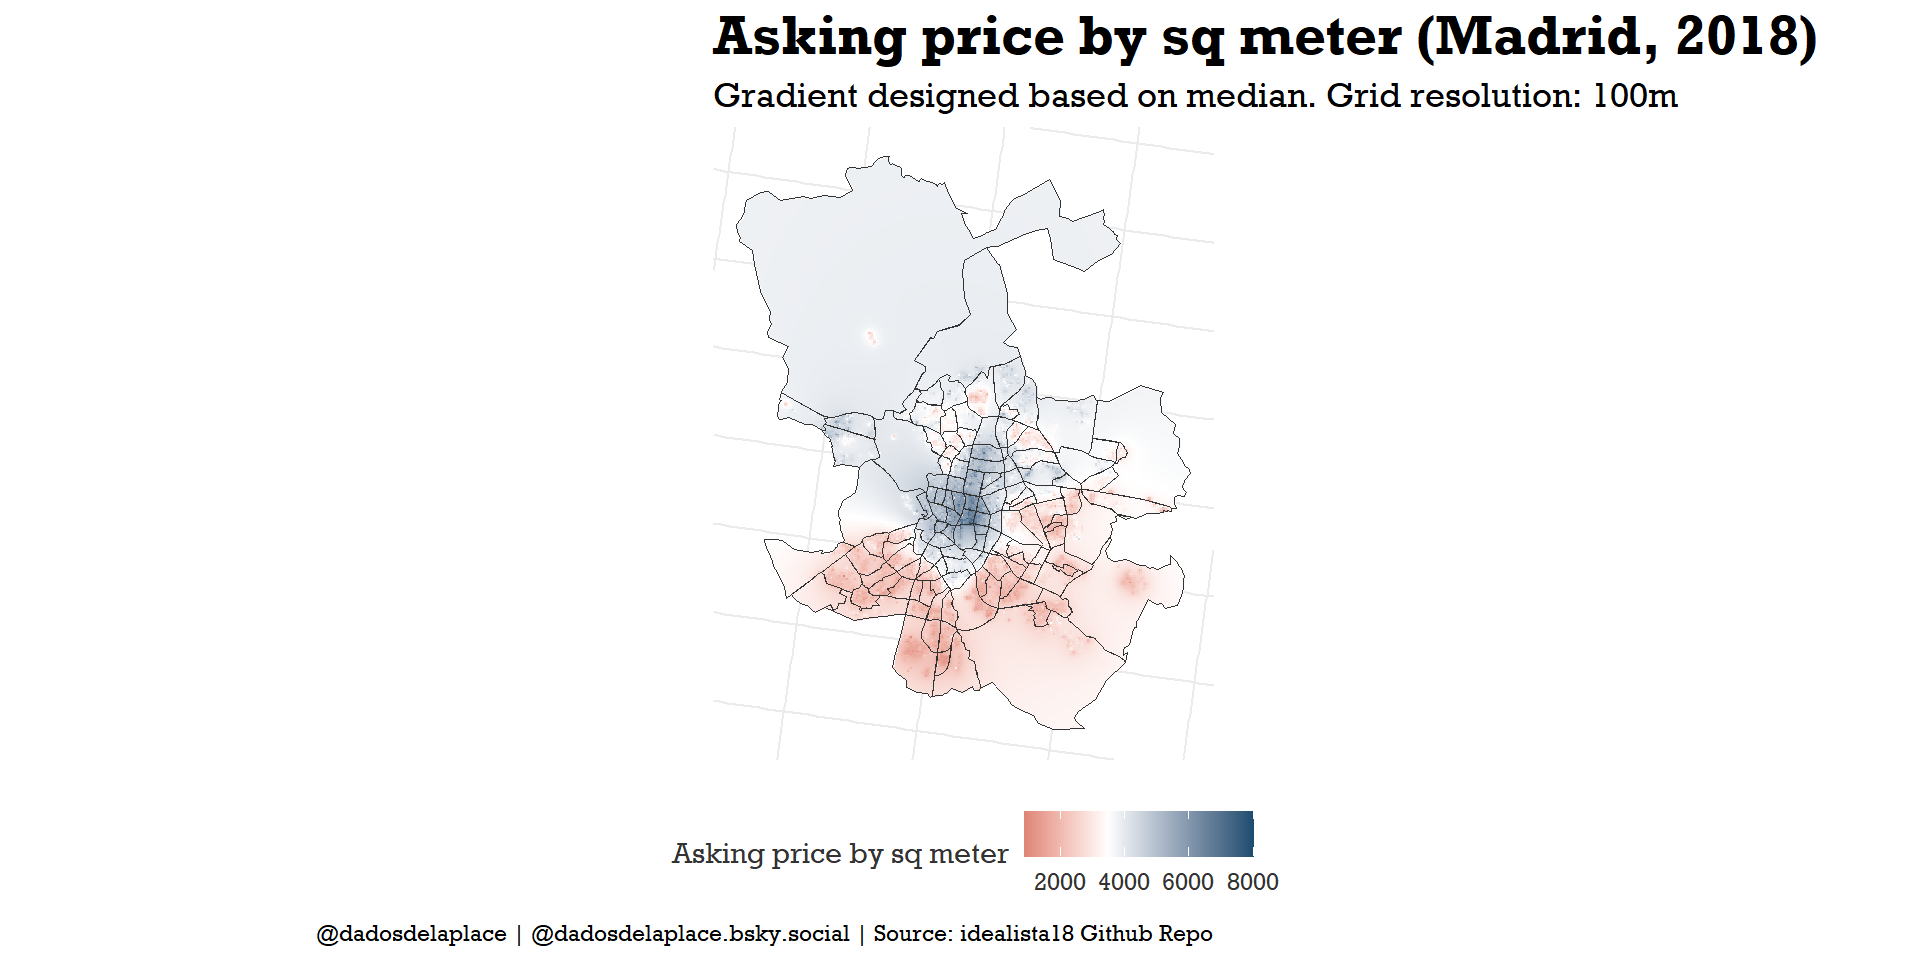 Asking price by sq meter (Madrid, 2018)
Gradient designed based on median. Grid resolution: 100m
Asking price by sq meter
2000 4000 6000 8000
@dadosdelaplace | @dadosdelaplace.bsky.social | Source: idealista18 Github Repo